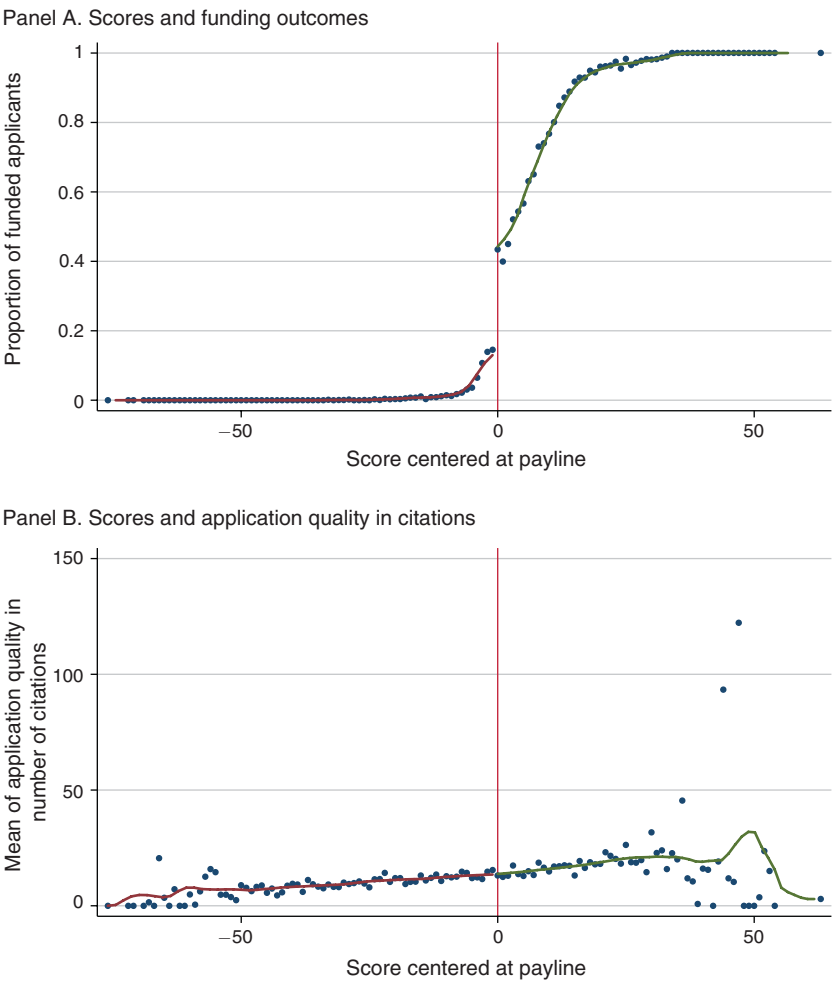 Panel A. Scores and funding outcomes
Proportion of funded applicants
1
0.8
0.6
0.4
0.2
0
−50
0
50
Score centered at payline
Panel B. Scores and application quality in citations
Mean of application quality in
number of citations
150
100
50
0
−50
0
50
Score centered at payline